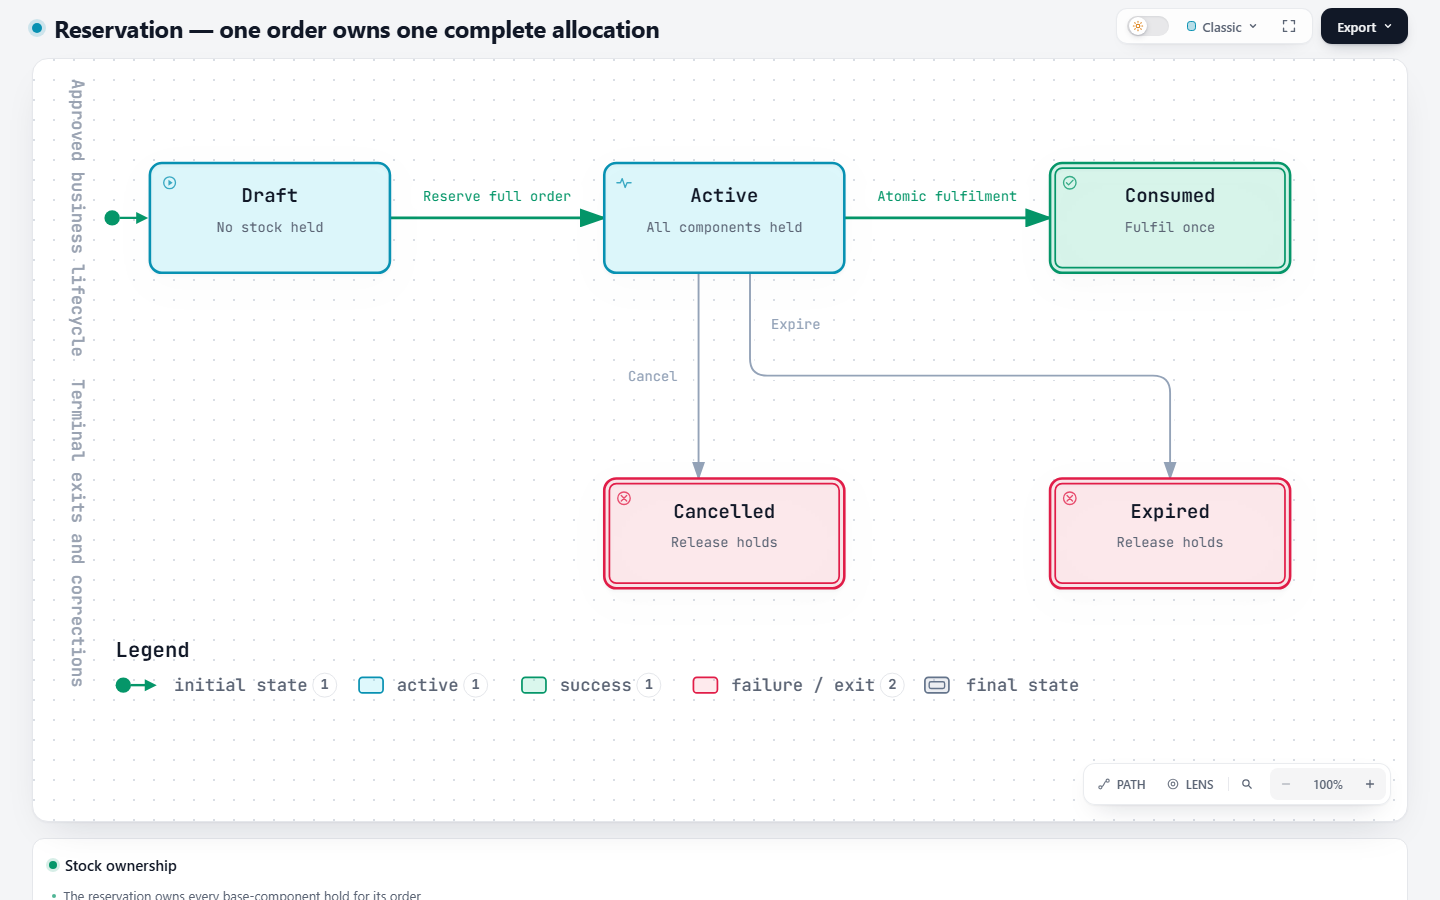 Reservation — one order owns one complete allocation
Classic
Export
Approved business lifecycle
Terminal exits and corrections
Draft
No stock held
Reserve full order
Active
All components held
Atomic fulfilment
Consumed
Fulfil once
Expire
Cancel
Cancelled
Release holds
Expired
Release holds
Legend
initial state 1
active 1
success 1
failure / exit 2
final state
PATH
LENS
− 100% +
Stock ownership
• The reservation owns every base-component hold for its order